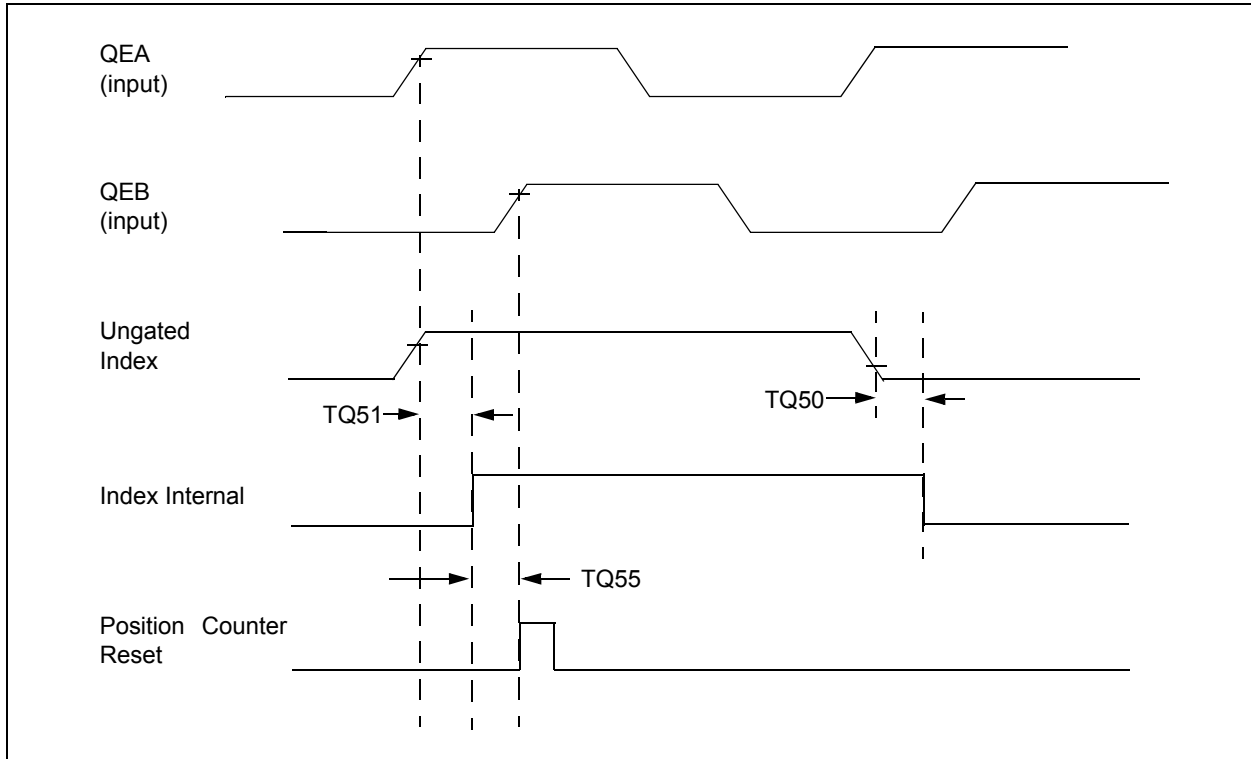 QEA
(input)
QEB
(input)
Ungated
Index
TQ51
TQ50
Index Internal
TQ55
Position Counter
Reset